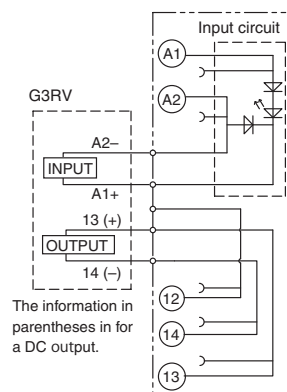 Input circuit
A1
A2
G3RV
A2–
INPUT
A1+
13 (+)
OUTPUT
14 (–)
12
14
13
The information in
parentheses in for
a DC output.